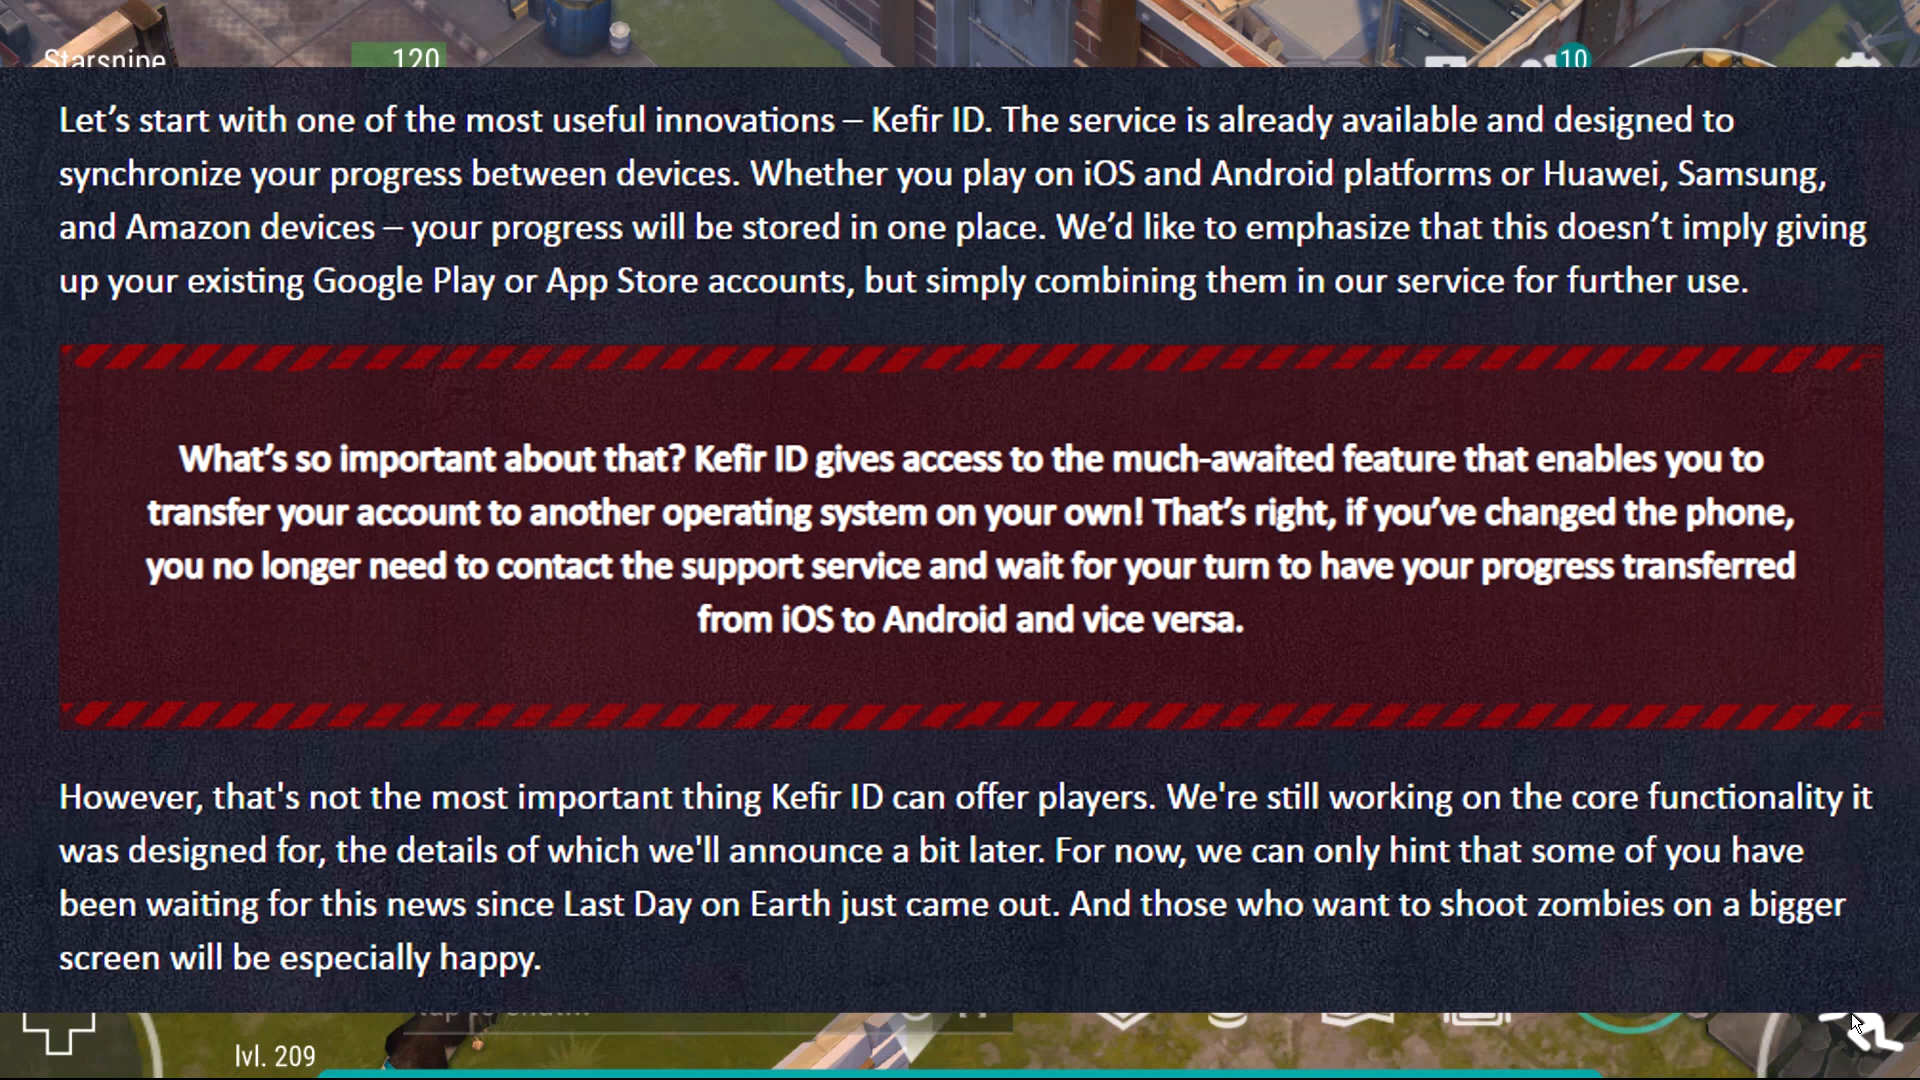 Starsnipe
120
10
Let’s start with one of the most useful innovations – Kefir ID. The service is already available and designed to
synchronize your progress between devices. Whether you play on iOS and Android platforms or Huawei, Samsung,
and Amazon devices – your progress will be stored in one place. We’d like to emphasize that this doesn’t imply giving
up your existing Google Play or App Store accounts, but simply combining them in our service for further use.
What’s so important about that? Kefir ID gives access to the much-awaited feature that enables you to
transfer your account to another operating system on your own! That’s right, if you’ve changed the phone,
you no longer need to contact the support service and wait for your turn to have your progress transferred
from iOS to Android and vice versa.
However, that's not the most important thing Kefir ID can offer players. We're still working on the core functionality it
was designed for, the details of which we'll announce a bit later. For now, we can only hint that some of you have
been waiting for this news since Last Day on Earth just came out. And those who want to shoot zombies on a bigger
screen will be especially happy.
lvl. 209